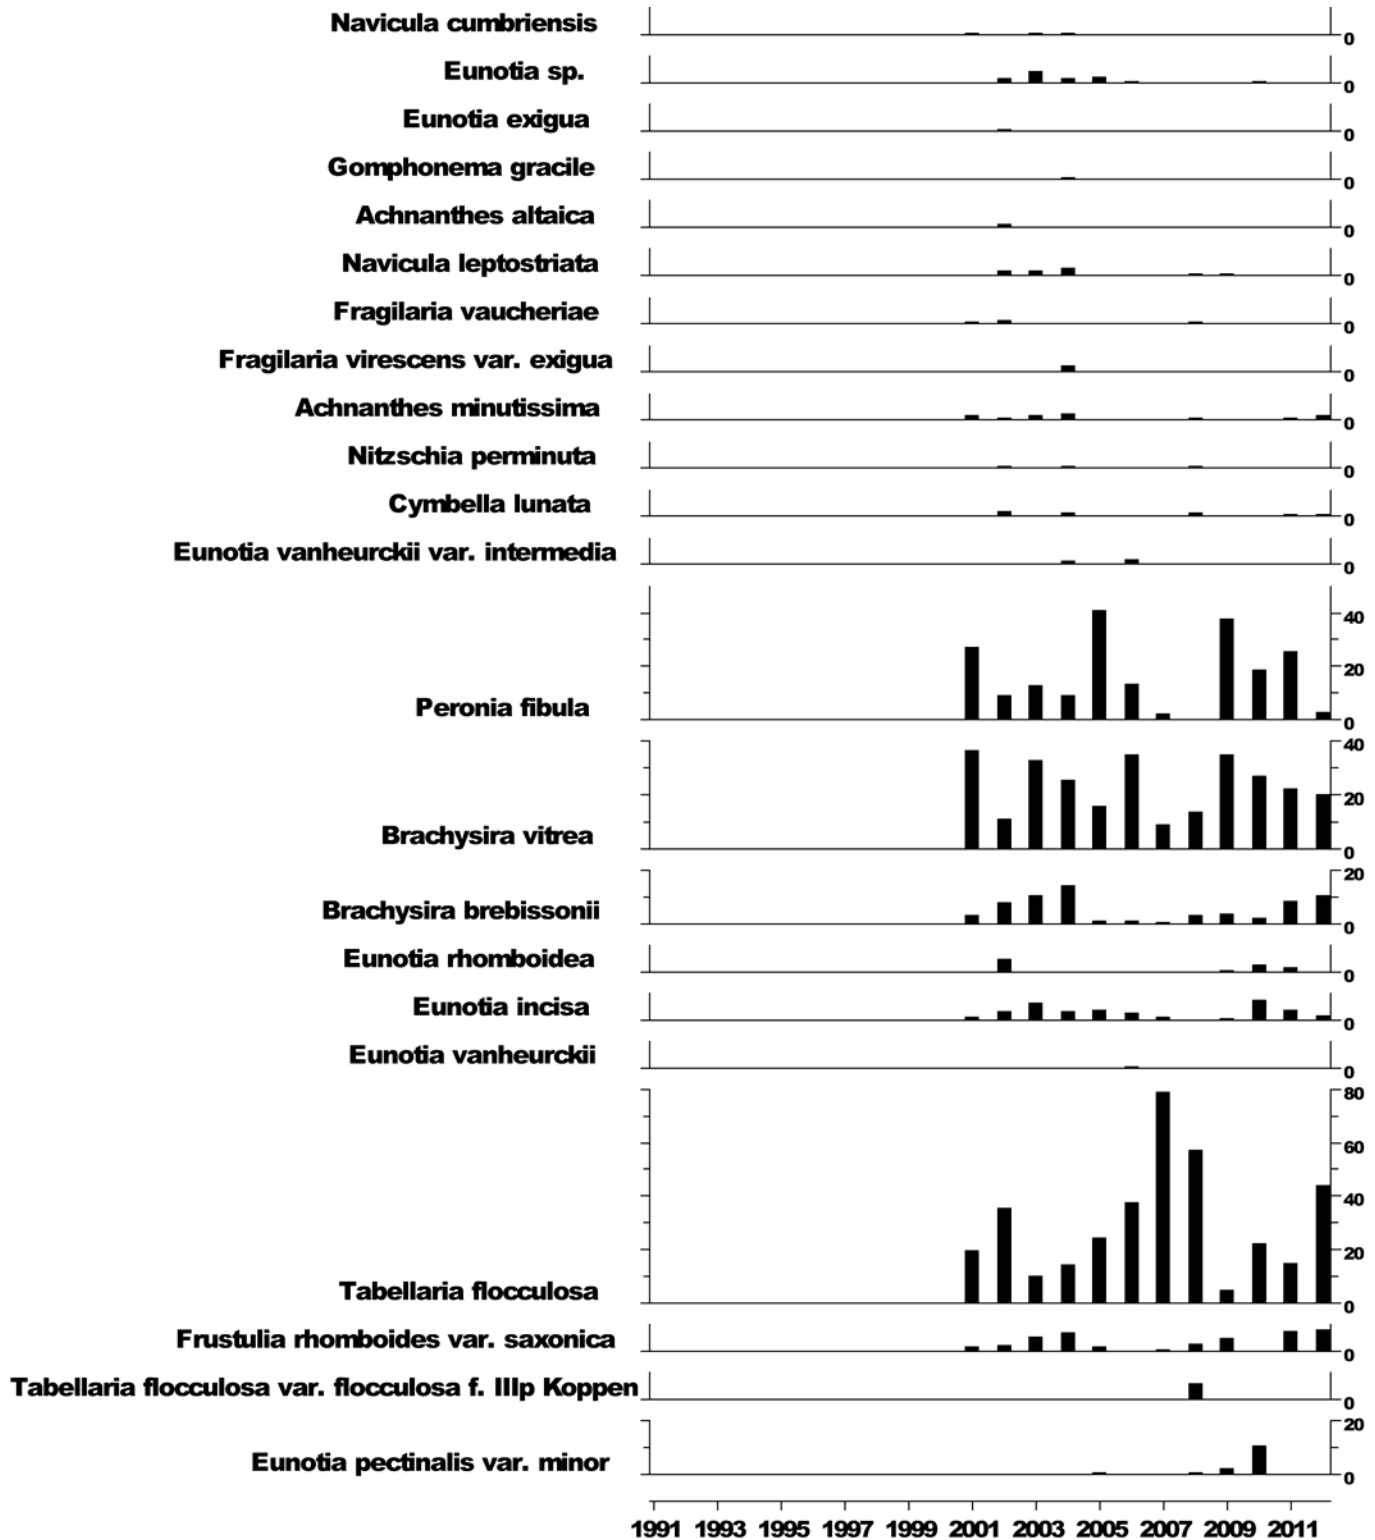 Navicula cumbriensis 0
Eunotia sp. 0
Eunotia exigua 0
Gomphonema gracile 0
Achnanthes altaica 0
Navicula leptostriata 0
Fragilaria vaucheriae 0
Fragilaria virescens var. exigua 0
Achnanthes minutissima 0
Nitzschia perminuta 0
Cymbella lunata 0
Eunotia vanheurckii var. intermedia 0
40
20
Peronia fibula 0
40
20
Brachysira vitrea 0
20
Brachysira brebissonii 0
Eunotia rhomboidea 0
Eunotia incisa 0
Eunotia vanheurckii 0
80
60
40
20
Tabellaria flocculosa 0
Frustulia rhomboides var. saxonica 0
Tabellaria flocculosa var. flocculosa f. IIIp Koppen 0
20
Eunotia pectinalis var. minor 0
1991 1993 1995 1997 1999 2001 2003 2005 2007 2009 2011